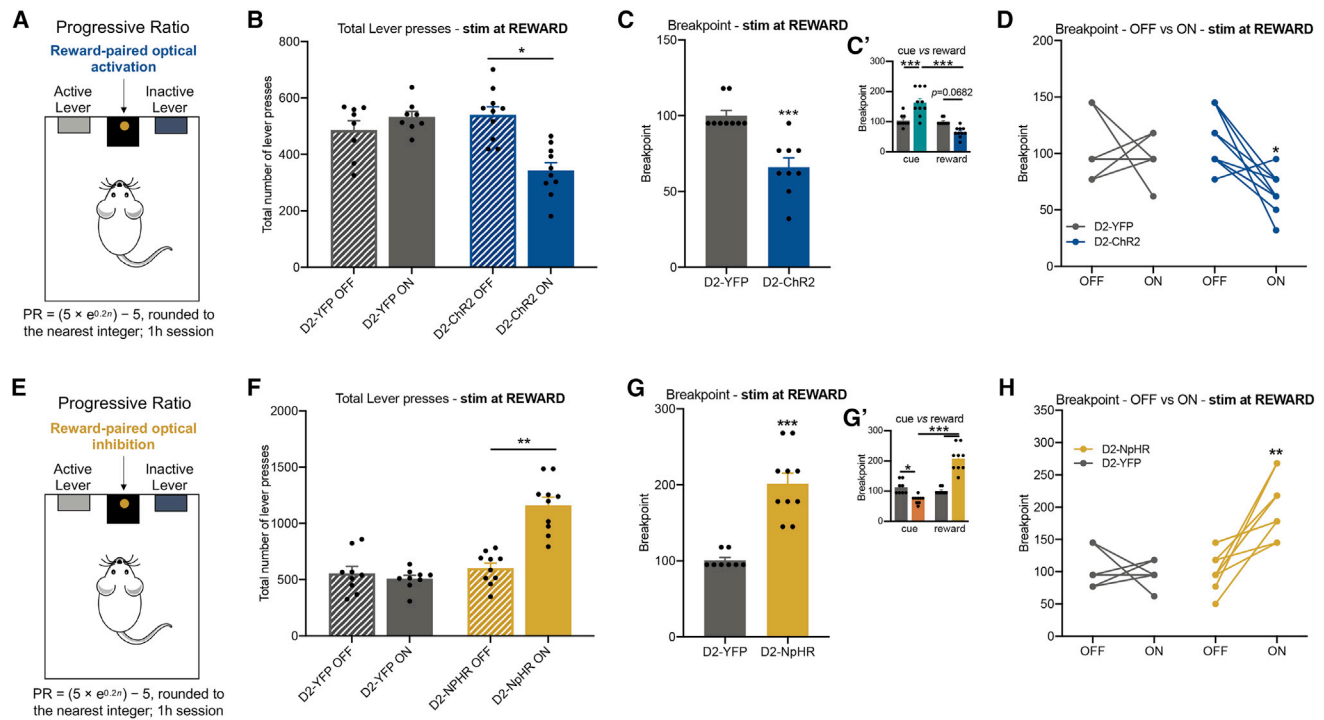 A
Progressive Ratio
Reward-paired optical
activation
Active
Lever
Inactive
Lever
PR = (5 × e0.2n) – 5, rounded to
the nearest integer; 1h session
B
Total Lever presses - stim at REWARD
Total number of lever presses
800
600
400
200
0
*
D2-YFP OFF
D2-YFP ON
D2-ChR2 OFF
D2-ChR2 ON
C
Breakpoint - stim at REWARD
Breakpoint
150
100
50
0
***
D2-YFP
D2-ChR2
C'
cue vs reward
Breakpoint
300
200
100
0
***
***
p=0.0682
cue
reward
D
Breakpoint - OFF vs ON - stim at REWARD
Breakpoint
200
150
100
50
0
*
D2-YFP
D2-ChR2
OFF
ON
OFF
ON
E
Progressive Ratio
Reward-paired optical
inhibition
Active
Lever
Inactive
Lever
PR = (5 × e0.2n) – 5, rounded to
the nearest integer; 1h session
F
Total Lever presses - stim at REWARD
Total number of lever presses
2000
1500
1000
500
0
**
D2-YFP OFF
D2-YFP ON
D2-NPHR OFF
D2-NpHR ON
G
Breakpoint - stim at REWARD
Breakpoint
300
200
100
0
***
D2-YFP
D2-NpHR
G'
cue vs reward
Breakpoint
300
200
100
0
*
***
cue
reward
H
Breakpoint - OFF vs ON - stim at REWARD
Breakpoint
350
300
250
200
150
100
50
0
D2-NpHR
D2-YFP
**
OFF
ON
OFF
ON